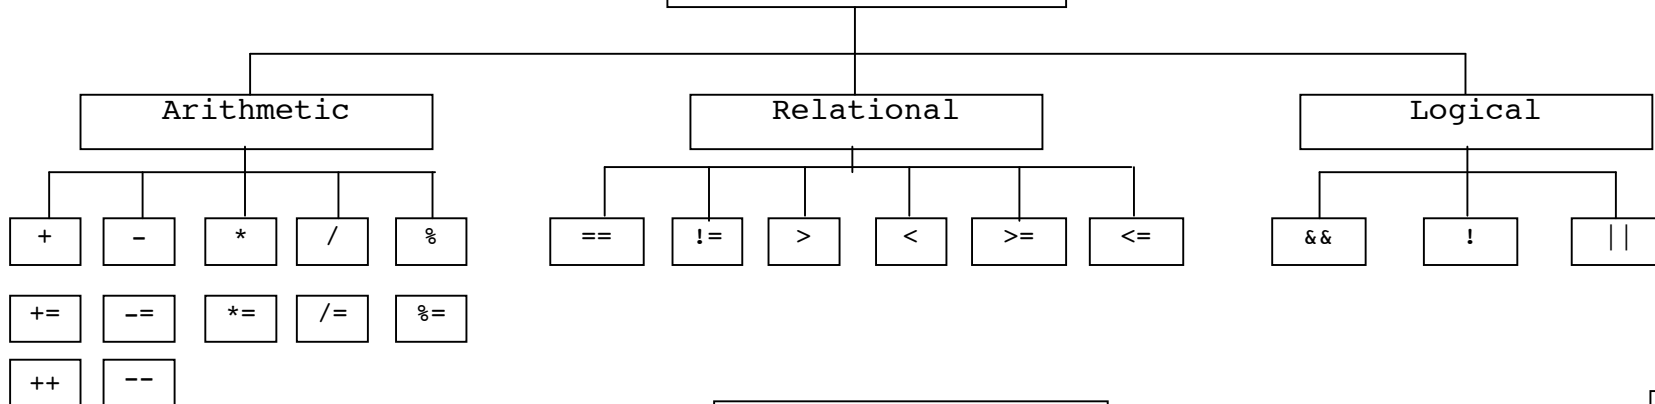 Arithmetic Relational Logical
+ - * / % == != > < >= <= && ! ||
+= -= *= /= %=
++ --